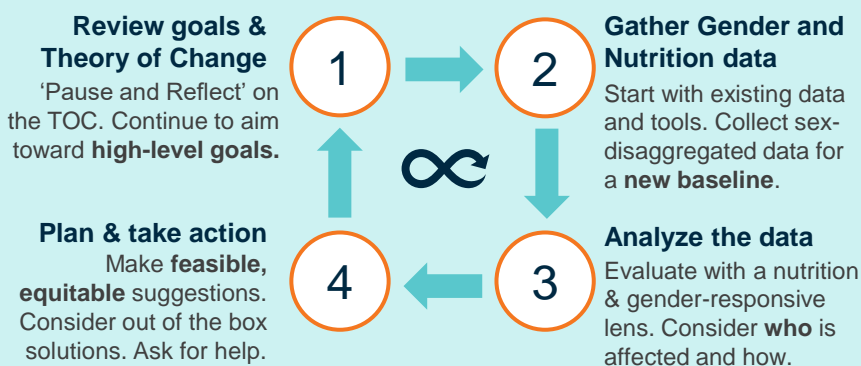 Review goals &
Theory of Change
‘Pause and Reflect’ on
the TOC. Continue to aim
toward high-level goals.
1
2
Gather Gender and
Nutrition data
Start with existing data
and tools. Collect sex-
disaggregated data for
a new baseline.
Analyze the data
Evaluate with a nutrition
& gender-responsive
lens. Consider who is
affected and how.
3
4
Plan & take action
Make feasible,
equitable suggestions.
Consider out of the box
solutions. Ask for help.